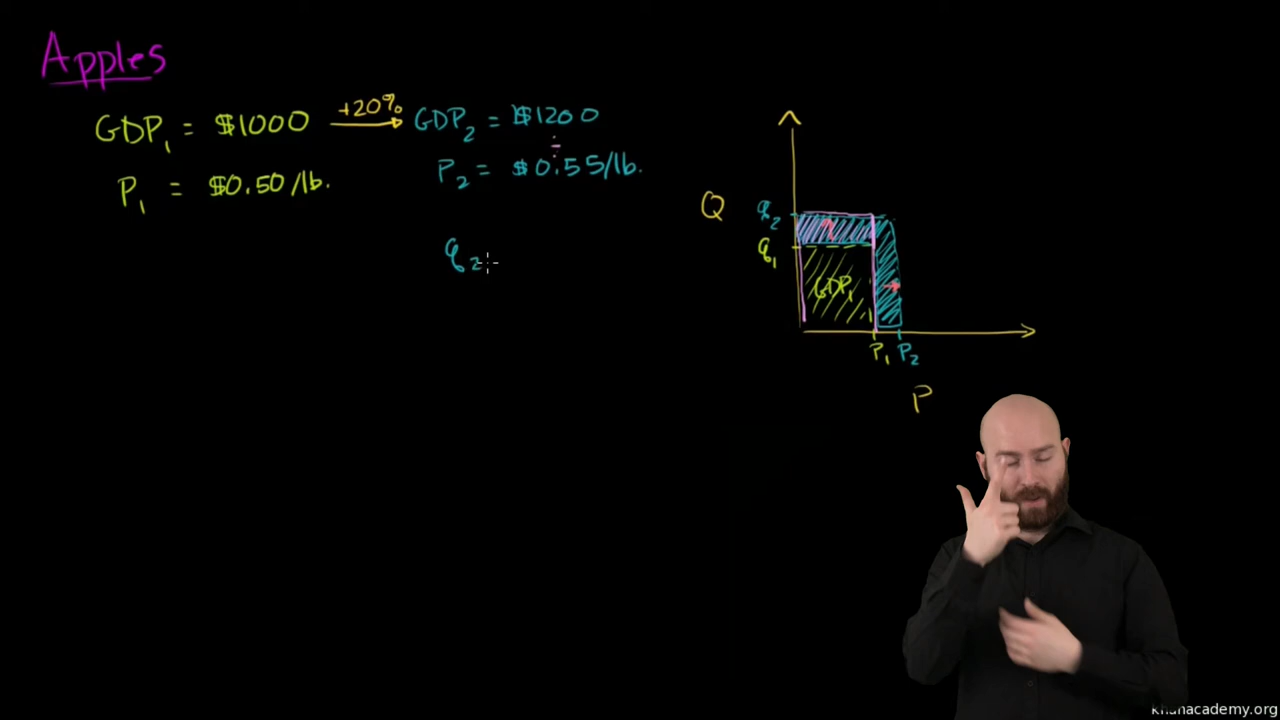 Apples
GDP₁ = $1000 +20% GDP₂ = $1200
÷
P₁ = $0.50/lb. P₂ = $0.55/lb.
q₂
Q
q₂
q₁
GDP₁
P₁ P₂
P
khanacademy.org